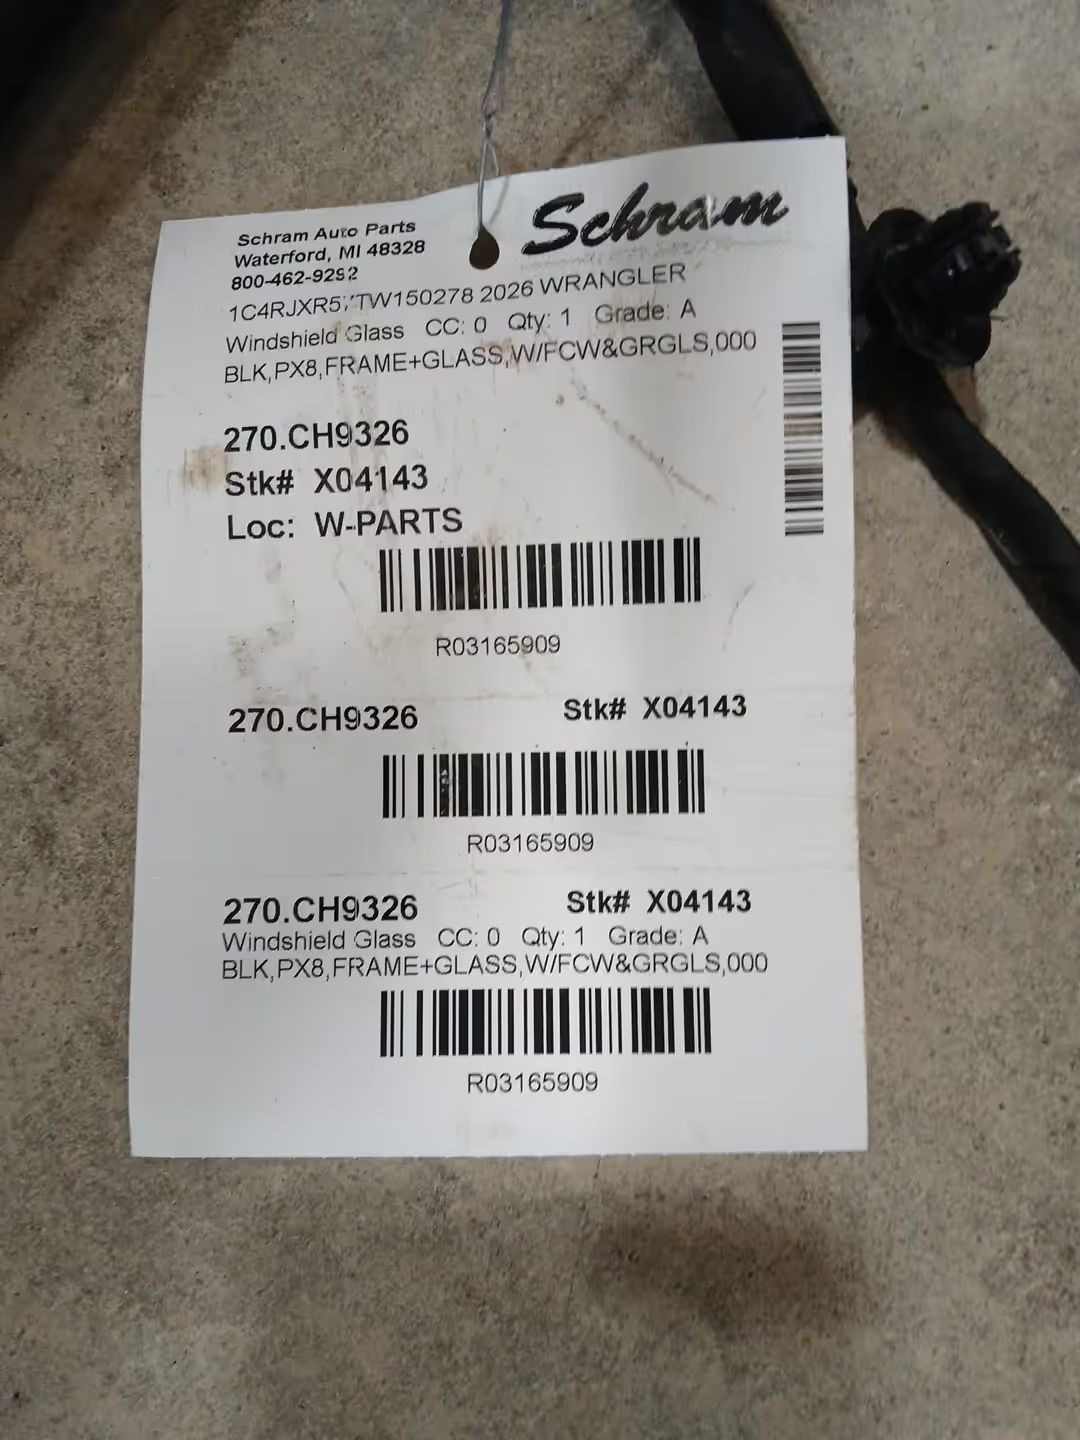 Schram
Schram Auto Parts
Waterford, MI 48328
800-462-9292
2026 WRANGLER
Windshield Glass CC: 0 Qty: 1 Grade: A
BLK,PX8,FRAME+GLASS,W/FCW&GRGLS,000
270.CH9326
Stk# X04143
Loc: W-PARTS
R03165909
270.CH9326 Stk# X04143
R03165909
270.CH9326 Stk# X04143
Windshield Glass CC: 0 Qty: 1 Grade: A
BLK,PX8,FRAME+GLASS,W/FCW&GRGLS,000
R03165909